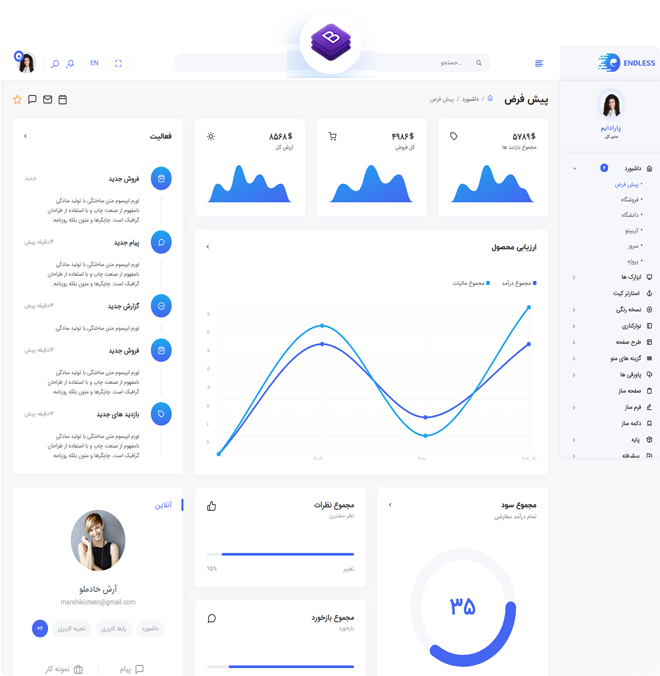 ENDLESS
جستجو...
EN
پارادایم
مدیر کل
داشبورد
پیش فرض
فروشگاه
دانشگاه
کریپتو
سرور
پروژه
ابزارک ها
استارتر کیت
نسخه رنگی
نوارکناری
طرح صفحه
گزینه های منو
پاورقی ها
صفحه ساز
فرم ساز
دکمه ساز
پایه
پیشرفته
پیش فرض
داشبورد / پیش فرض
۵۷۸۹$
مجموع بازدید ها
۴۹۸۶$
کل فروش
۸۵۶۸$
ارزش کل
ارزیابی محصول
مجموع درآمد
مجموع مالیات
فعالیت
فروش جدید
جدید
لورم ایپسوم متن ساختگی با تولید سادگی
نامفهوم از صنعت چاپ و با استفاده از طراحان
گرافیک است. چاپگرها و متون بلکه روزنامه.
پیام جدید
۱۴دقیقه پیش
لورم ایپسوم متن ساختگی با تولید سادگی
نامفهوم از صنعت چاپ و با استفاده از طراحان
گرافیک است. چاپگرها و متون بلکه روزنامه.
گزارش جدید
۱۴دقیقه پیش
لورم ایپسوم متن ساختگی با تولید سادگی
فروش جدید
۱۴دقیقه پیش
لورم ایپسوم متن ساختگی با تولید سادگی
نامفهوم از صنعت چاپ و با استفاده از طراحان
گرافیک است. چاپگرها و متون بلکه روزنامه.
بازدید های جدید
۱۴دقیقه پیش
لورم ایپسوم متن ساختگی با تولید سادگی
نامفهوم از صنعت چاپ و با استفاده از طراحان
گرافیک است. چاپگرها و متون بلکه روزنامه.
مجموع سود
تمام درآمد سفارشی
۳۵
مجموع نظرات
نظر مشتری
تغییر
۹۵%
مجموع بازخورد
بازخورد
آنلاین
آرش خادملو
marshikisteen@gmail.com
داشبورد
رابط کاربری
تجربه کاربری
+۲
پیام
نمونه کار